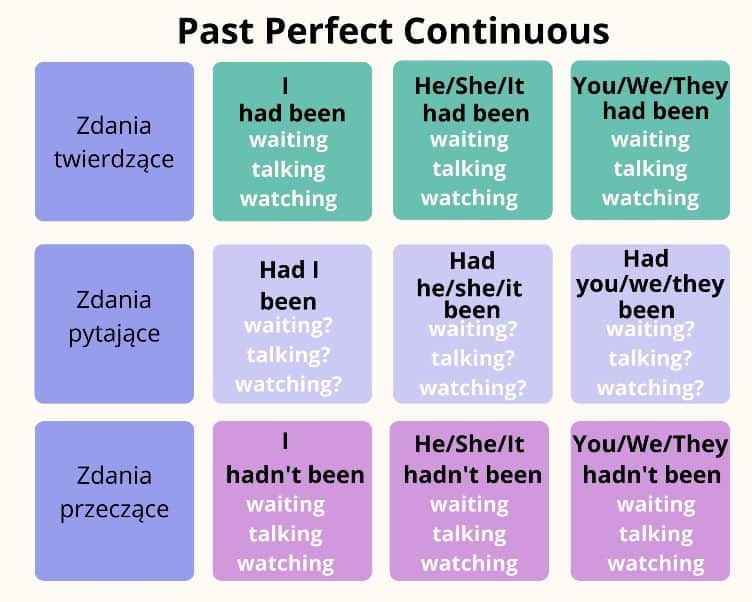 Past Perfect Continuous
Zdania
twierdzące
I
had been
waiting
talking
watching
He/She/It
had been
waiting
talking
watching
You/We/They
had been
waiting
talking
watching
Zdania
pytające
Had I
been
waiting?
talking?
watching?
Had
he/she/it
been
waiting?
talking?
watching?
Had
you/we/they
been
waiting?
talking?
watching?
Zdania
przeczące
I
hadn't been
waiting
talking
watching
He/She/It
hadn't been
waiting
talking
watching
You/We/They
hadn't been
waiting
talking
watching